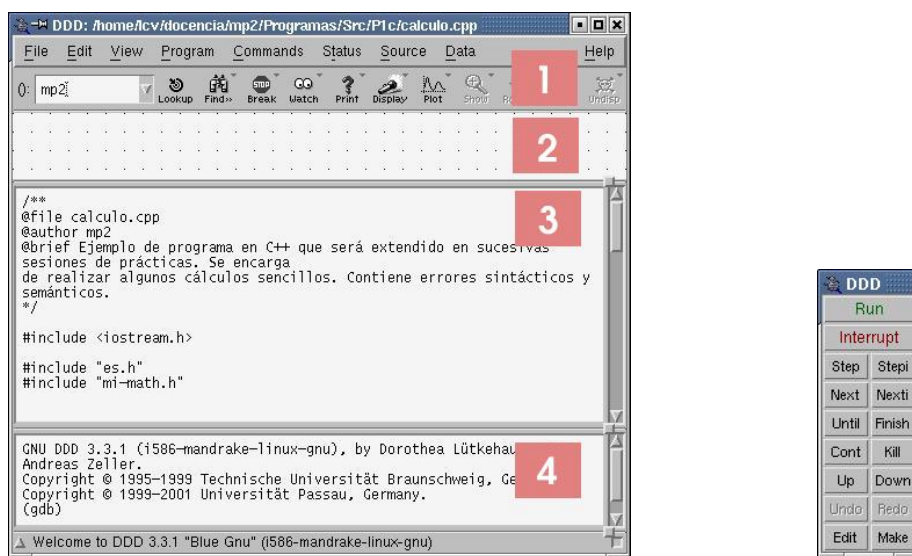 DDD: /home/lcv/docencia/mp2/Programas/Src/P1c/calculo.cpp
File Edit View Program Commands Status Source Data Help
(): mp2
Lookup Find» Break Watch Print Display Plot Show Undisp
1
2
3
/**
@file calculo.cpp
@author mp2
@brief Ejemplo de programa en C++ que será extendido en sucesivas
sesiones de prácticas. Se encarga
de realizar algunos cálculos sencillos. Contiene errores sintácticos y
semánticos.
*/
#include <iostream.h>
#include "es.h"
#include "mi-math.h"
4
GNU DDD 3.3.1 (i586-mandrake-linux-gnu), by Dorothea Lütkehau
Andreas Zeller.
Copyright © 1995-1999 Technische Universität Braunschweig, Ge
Copyright © 1999-2001 Universität Passau, Germany.
(gdb)
Welcome to DDD 3.3.1 "Blue Gnu" (i586-mandrake-linux-gnu)
DDD
Run
Interrupt
Step Stepi
Next Nexti
Until Finish
Cont Kill
Up Down
Undo Redo
Edit Make